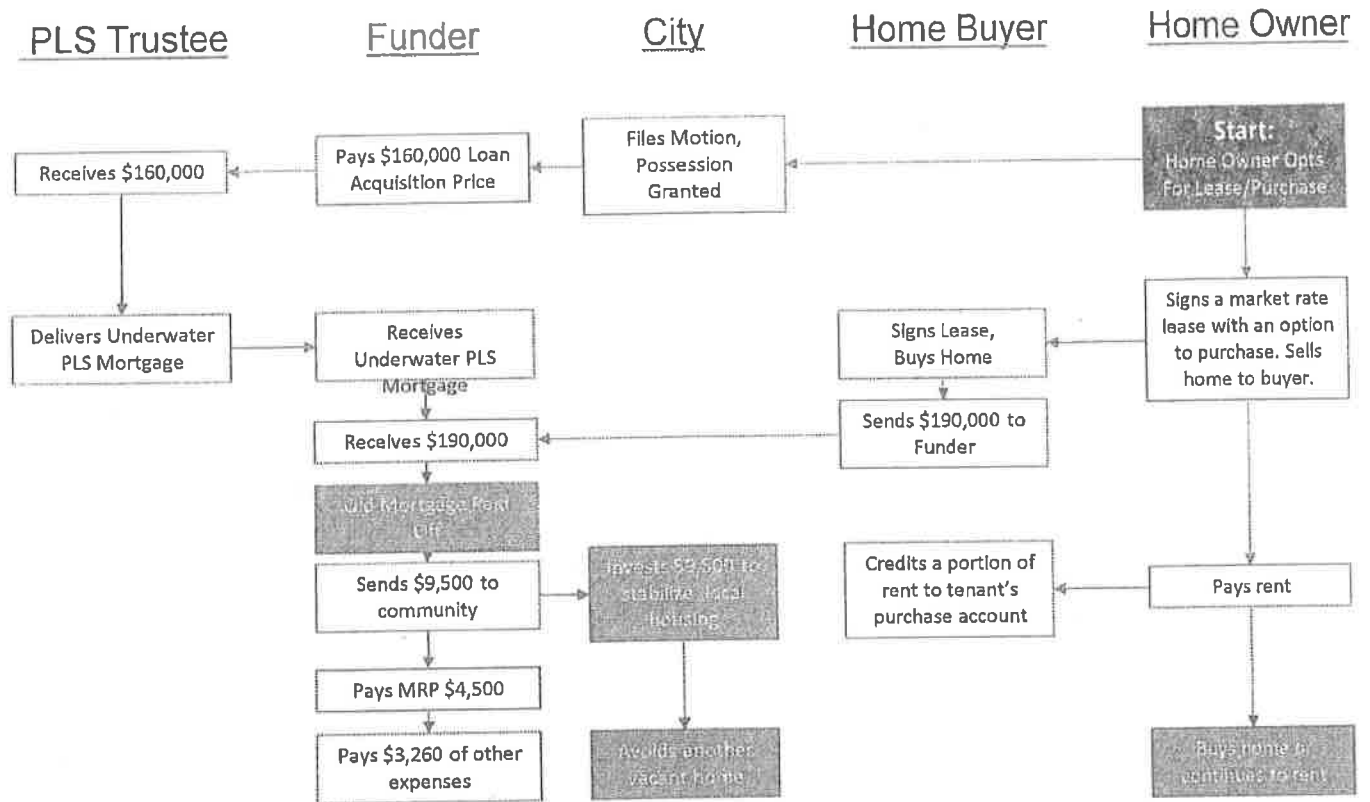 PLS Trustee
Funder
City
Home Buyer
Home Owner
Start:
Home Owner Opts
For Lease/Purchase
Files Motion,
Possession
Granted
Pays $160,000 Loan
Acquisition Price
Receives $160,000
Delivers Underwater
PLS Mortgage
Receives
Underwater PLS
Mortgage
Signs Lease,
Buys Home
Signs a market rate
lease with an option
to purchase. Sells
home to buyer.
Receives $190,000
Sends $190,000 to
Funder
Old Mortgage Paid
Off
Sends $9,500 to
community
Invests $9,500 to
stabilize local
housing
Credits a portion of
rent to tenant's
purchase account
Pays rent
Pays MRP $4,500
Pays $3,260 of other
expenses
Avoids another
vacant home
Buys home or
continues to rent